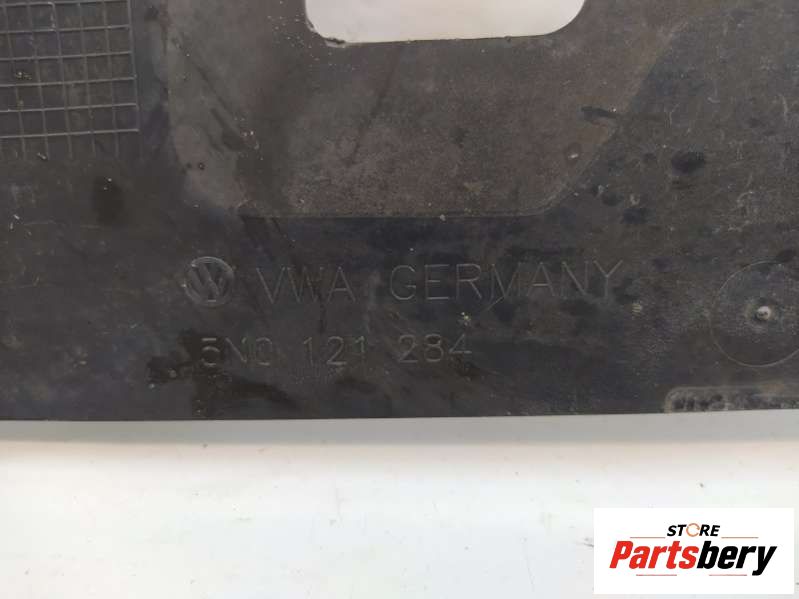 VWA GERMANY
5N0 121 284
STORE
Partsbery